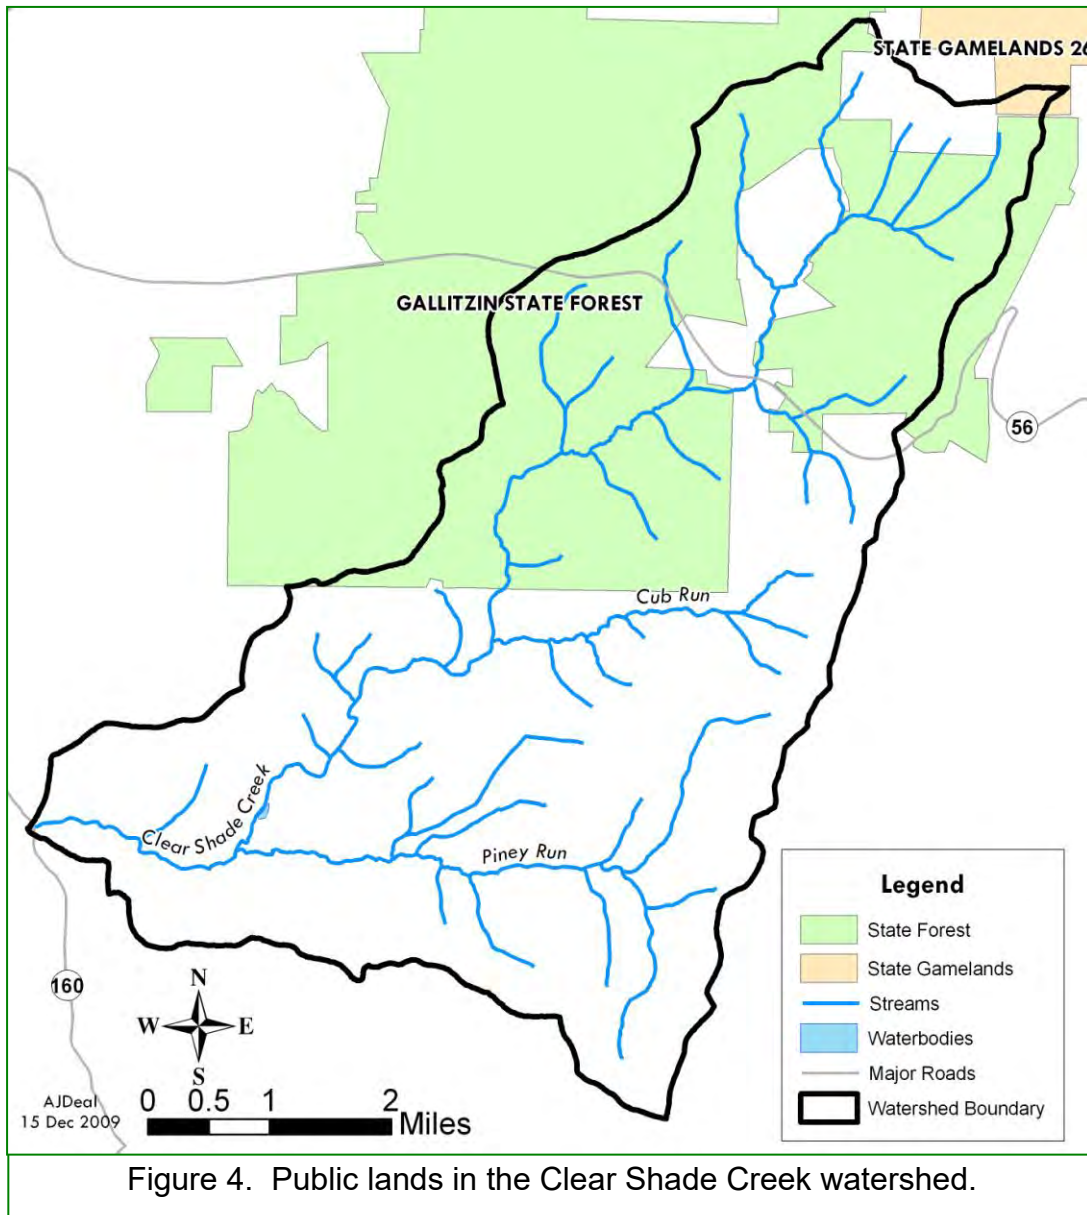 STATE GAMELANDS 26
GALLITZIN STATE FOREST
56
Cub Run
Clear Shade Creek
Piney Run
160
N
W E
S
AJDeal
15 Dec 2009
0 0.5 1 2
Miles
Legend
State Forest
State Gamelands
Streams
Waterbodies
Major Roads
Watershed Boundary
Figure 4. Public lands in the Clear Shade Creek watershed.